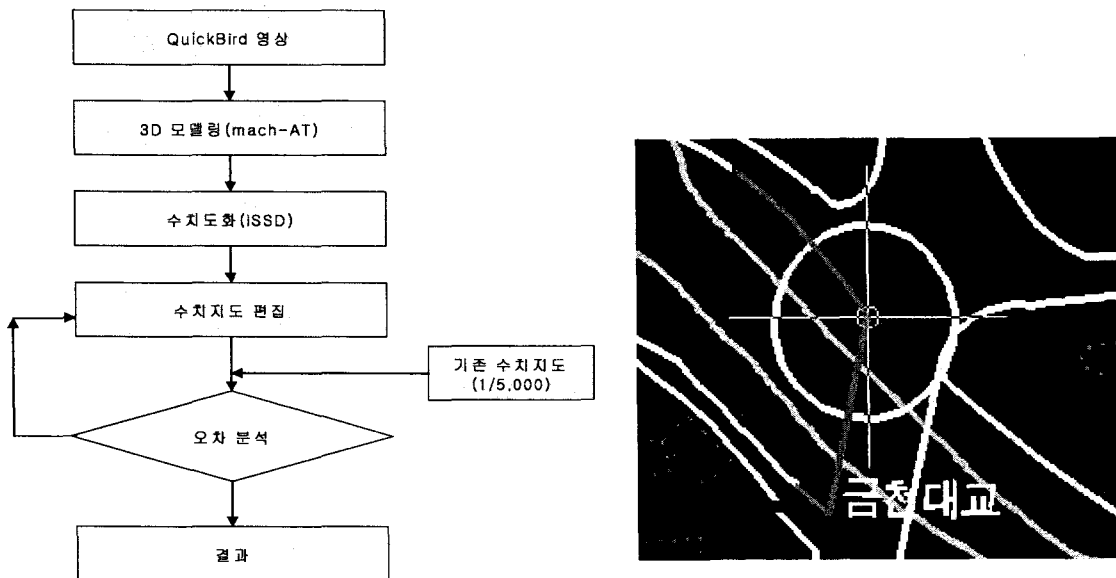 QuickBird 영상
3D 모델링(mach-AT)
수치도화(iSSD)
수치지도 편집
기존 수치지도
(1/5,000)
오차 분석
결과
금천대교